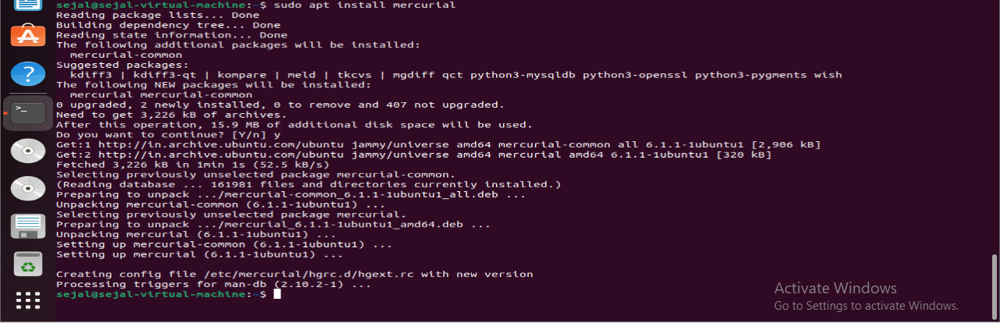 sejal@sejal-virtual-machine:~$ sudo apt install mercurial
Reading package lists... Done
Building dependency tree... Done
Reading state information... Done
The following additional packages will be installed:
  mercurial-common
Suggested packages:
  kdiff3 | kdiff3-qt | kompare | meld | tkcvs | mgdiff qct python3-mysqldb python3-openssl python3-pygments wish
The following NEW packages will be installed:
  mercurial mercurial-common
0 upgraded, 2 newly installed, 0 to remove and 407 not upgraded.
Need to get 3,226 kB of archives.
After this operation, 15.9 MB of additional disk space will be used.
Do you want to continue? [Y/n] y
Get:1 http://in.archive.ubuntu.com/ubuntu jammy/universe amd64 mercurial-common all 6.1.1-1ubuntu1 [2,906 kB]
Get:2 http://in.archive.ubuntu.com/ubuntu jammy/universe amd64 mercurial amd64 6.1.1-1ubuntu1 [320 kB]
Fetched 3,226 kB in 1min 1s (52.5 kB/s)
Selecting previously unselected package mercurial-common.
(Reading database ... 161981 files and directories currently installed.)
Preparing to unpack .../mercurial-common_6.1.1-1ubuntu1_all.deb ...
Unpacking mercurial-common (6.1.1-1ubuntu1) ...
Selecting previously unselected package mercurial.
Preparing to unpack .../mercurial_6.1.1-1ubuntu1_amd64.deb ...
Unpacking mercurial (6.1.1-1ubuntu1) ...
Setting up mercurial-common (6.1.1-1ubuntu1) ...
Setting up mercurial (6.1.1-1ubuntu1) ...

Creating config file /etc/mercurial/hgrc.d/hgext.rc with new version
Processing triggers for man-db (2.10.2-1) ...
sejal@sejal-virtual-machine:~$
Activate Windows
Go to Settings to activate Windows.